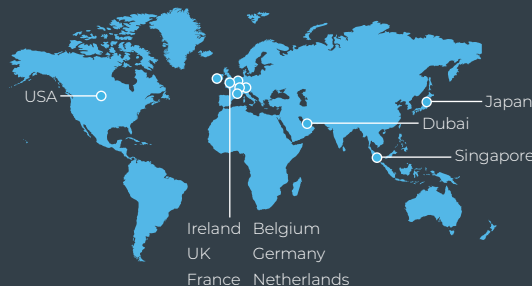 USA
Japan
Dubai
Singapore
Ireland Belgium
UK Germany
France Netherlands